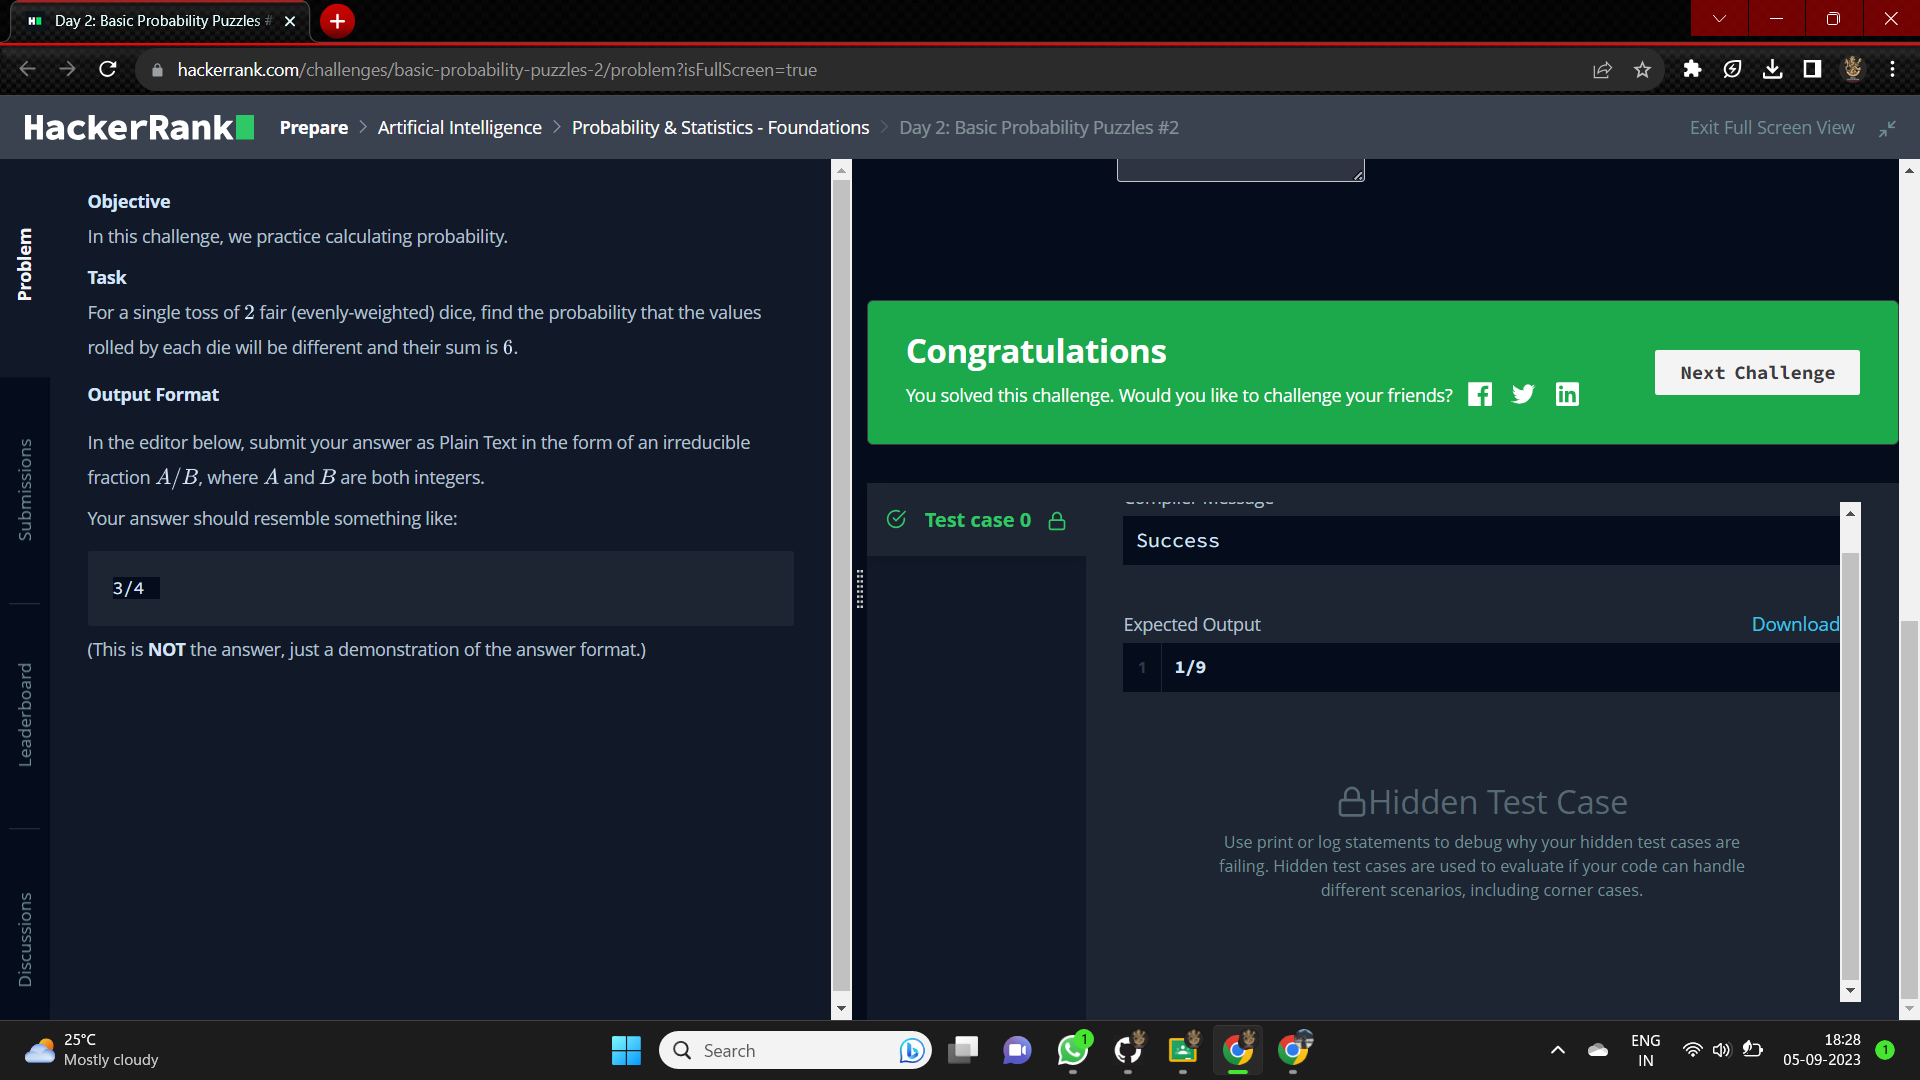 Day 2: Basic Probability Puzzles #
hackerrank.com/challenges/basic-probability-puzzles-2/problem?isFullScreen=true
HackerRank
Prepare > Artificial Intelligence > Probability & Statistics - Foundations > Day 2: Basic Probability Puzzles #2
Exit Full Screen View
Problem
Submissions
Leaderboard
Discussions
Objective
In this challenge, we practice calculating probability.
Task
For a single toss of 2 fair (evenly-weighted) dice, find the probability that the values
rolled by each die will be different and their sum is 6.
Output Format
In the editor below, submit your answer as Plain Text in the form of an irreducible
fraction A/B, where A and B are both integers.
Your answer should resemble something like:
3/4
(This is NOT the answer, just a demonstration of the answer format.)
Congratulations
You solved this challenge. Would you like to challenge your friends?
Next Challenge
Test case 0
Compiler Message
Success
Expected Output
Download
1 1/9
Hidden Test Case
Use print or log statements to debug why your hidden test cases are
failing. Hidden test cases are used to evaluate if your code can handle
different scenarios, including corner cases.
25°C
Mostly cloudy
Search
1
ENG
IN
18:28
05-09-2023
1